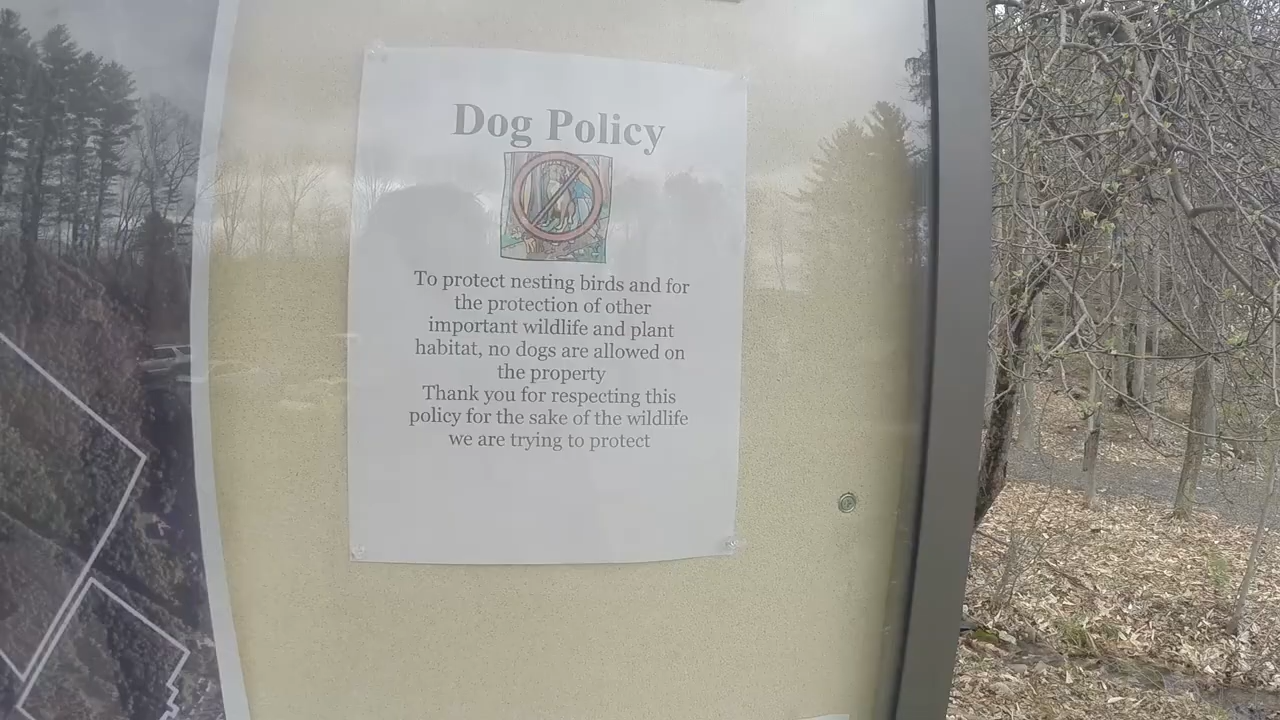 Dog Policy
To protect nesting birds and for
the protection of other
important wildlife and plant
habitat, no dogs are allowed on
the property
Thank you for respecting this
policy for the sake of the wildlife
we are trying to protect